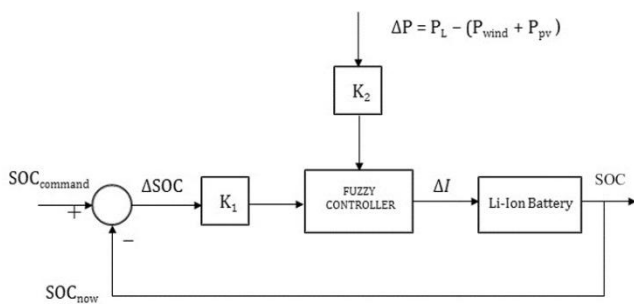 ΔP = P_L − (P_wind + P_pv)
K_2
SOC_command
ΔSOC
K_1
FUZZY
CONTROLLER
ΔI
Li-Ion Battery
SOC
+
−
SOC_now